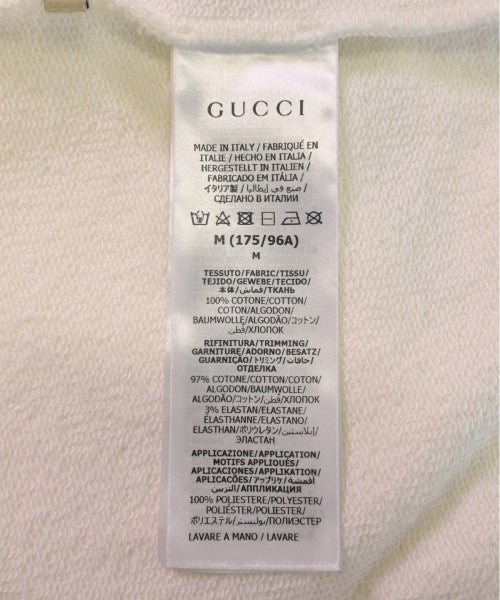 GUCCI
MADE IN ITALY / FABRIQUÉ EN
ITALIE / HECHO EN ITALIA /
HERGESTELLT IN ITALIEN /
FABRICADO EM ITÁLIA /
イタリア製 / صنع في إيطاليا /
СДЕЛАНО В ИТАЛИИ
M (175/96A)
M
TESSUTO/FABRIC/TISSU/
TEJIDO/GEWEBE/TECIDO/
本体/قماش/ТКАНЬ
100% COTONE/COTTON/
COTON/ALGODON/
BAUMWOLLE/ALGODÃO/コットン/
قطن/ХЛОПОК
RIFINITURA/TRIMMING/
GARNITURE/ADORNO/BESATZ/
GUARNIÇÃO/トリミング/حافات/
ОТДЕЛКА
97% COTONE/COTTON/COTON/
ALGODON/BAUMWOLLE/
ALGODÃO/コットン/قطن/ХЛОПОК
3% ELASTAN/ELASTANE/
ÉLASTHANNE/ELASTANO/
ELASTHAN/ポリウレタン/إيلاستين/
ЭЛАСТАН
APPLICAZIONE/APPLICATION/
MOTIFS APPLIQUÉS/
APLICACIONES/APPLIKATION/
APLICAÇÕES/アップリケ/أقمشة
التزيين/АППЛИКАЦИЯ
100% POLIESTERE/POLYESTER/
POLIÉSTER/POLIESTER/
ポリエステル/بوليستر/ПОЛИЭСТЕР
LAVARE A MANO / LAVARE